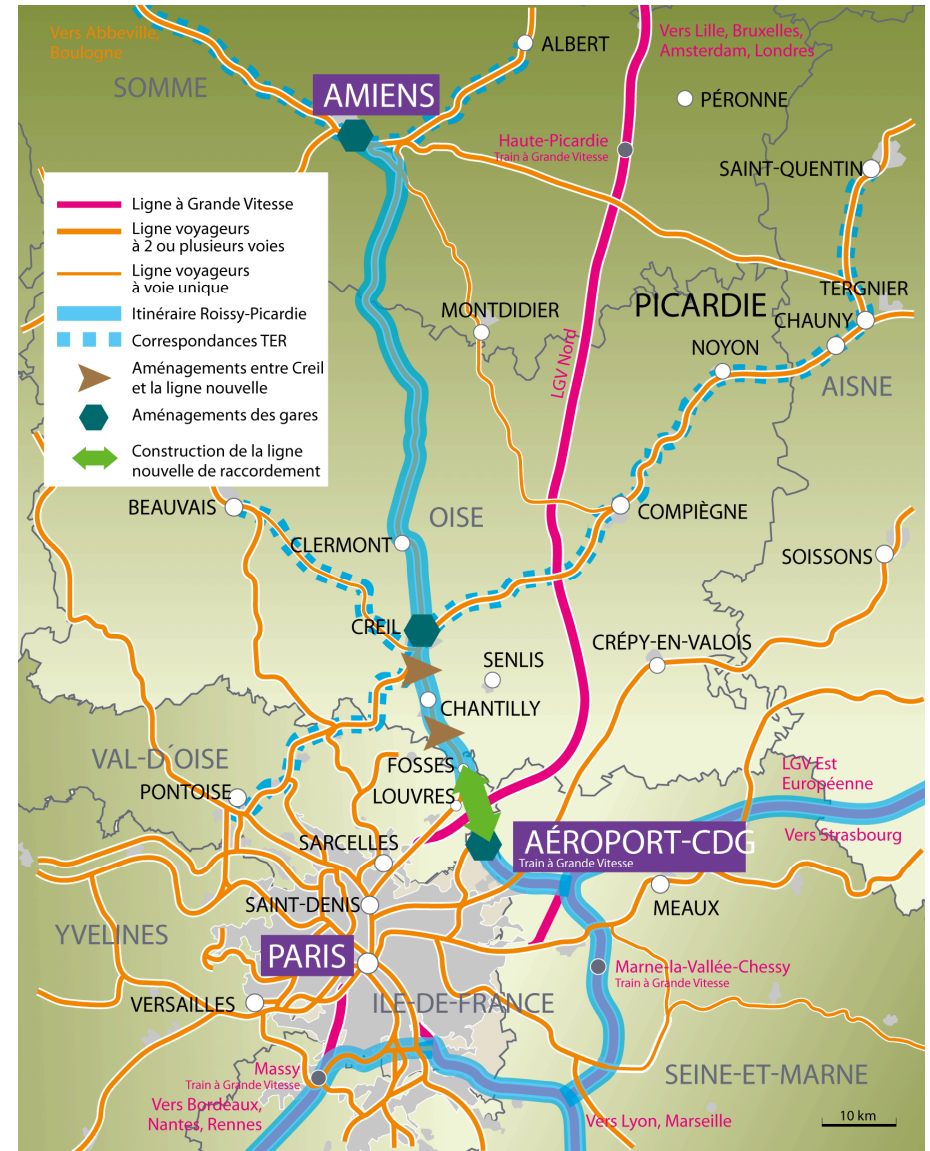 Vers Abbeville,
Boulogne
Vers Lille, Bruxelles,
Amsterdam, Londres
ALBERT
SOMME
AMIENS
PÉRONNE
Haute-Picardie
Train à Grande Vitesse
SAINT-QUENTIN
Ligne à Grande Vitesse
Ligne voyageurs
à 2 ou plusieurs voies
Ligne voyageurs
à voie unique
Itinéraire Roissy-Picardie
Correspondances TER
Aménagements entre Creil
et la ligne nouvelle
Aménagements des gares
Construction de la ligne
nouvelle de raccordement
TERGNIER
PICARDIE
MONTDIDIER
CHAUNY
NOYON
LGV Nord
AISNE
BEAUVAIS
COMPIÈGNE
OISE
CLERMONT
SOISSONS
CREIL
CRÉPY-EN-VALOIS
SENLIS
CHANTILLY
VAL-D'OISE
FOSSES
LGV Est
Européenne
PONTOISE
LOUVRES
Vers Strasbourg
SARCELLES
AÉROPORT-CDG
Train à Grande Vitesse
SAINT-DENIS
MEAUX
YVELINES
PARIS
Marne-la-Vallée-Chessy
Train à Grande Vitesse
VERSAILLES
ILE-DE-FRANCE
Massy
Train à Grande Vitesse
SEINE-ET-MARNE
Vers Bordeaux,
Nantes, Rennes
Vers Lyon, Marseille
10 km